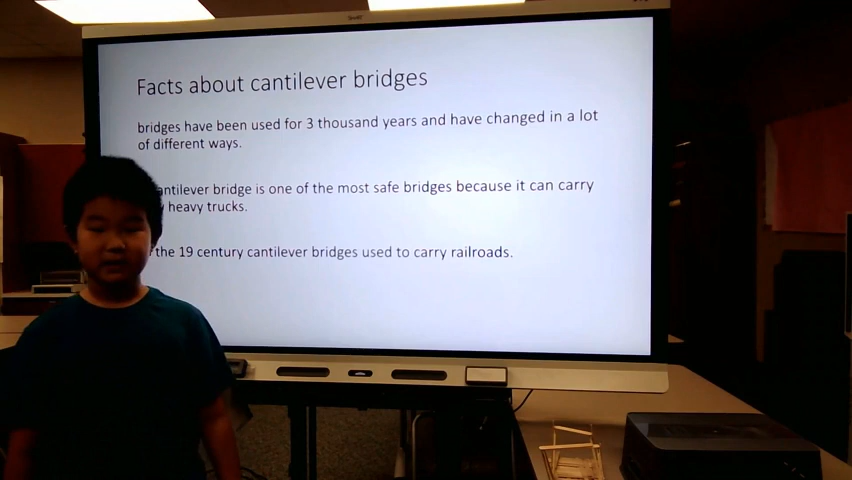 Facts about cantilever bridges
bridges have been used for 3 thousand years and have changed in a lot
of different ways.
antilever bridge is one of the most safe bridges because it can carry
heavy trucks.
the 19 century cantilever bridges used to carry railroads.